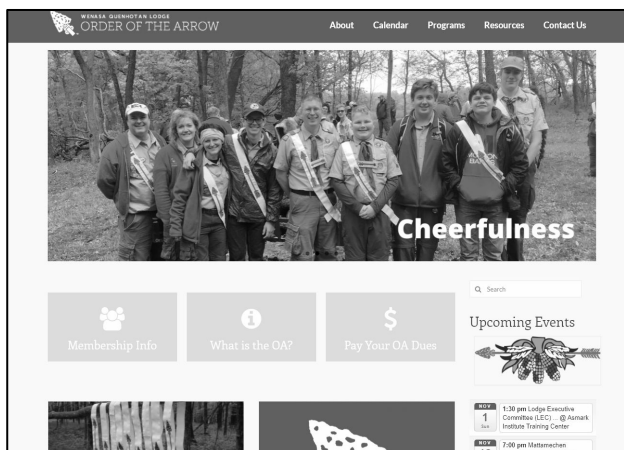 WENASA QUENHOTAN LODGE
ORDER OF THE ARROW
About Calendar Programs Resources Contact Us
Cheerfulness
Search
Membership Info
What is the OA?
Pay Your OA Dues
Upcoming Events
NOV
1
Sun
1:30 pm Lodge Executive
Committee (LEC) ... @ Asmark
Institute Training Center
NOV
7:00 pm Mattamechen